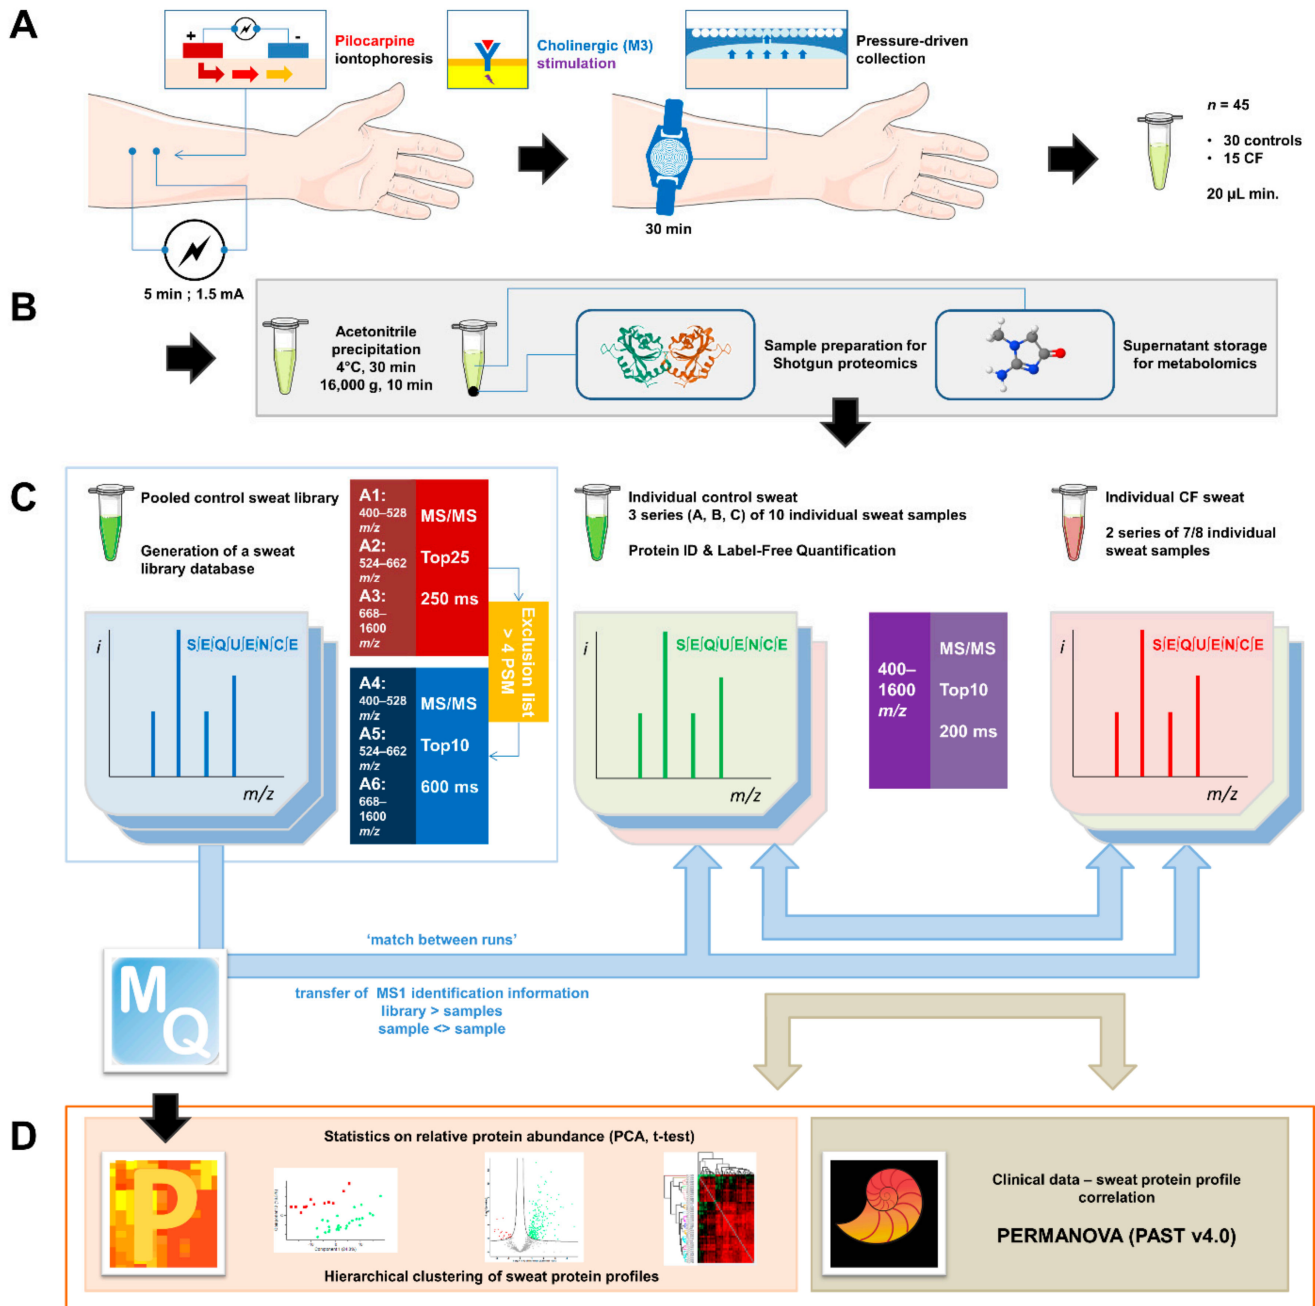 A
+
-
Pilocarpine
iontophoresis
Cholinergic (M3)
stimulation
Pressure-driven
collection
n = 45
• 30 controls
• 15 CF
20 µL min.
30 min
5 min ; 1.5 mA
B
Acetonitrile
precipitation
4°C, 30 min
16,000 g, 10 min
Sample preparation for
Shotgun proteomics
Supernatant storage
for metabolomics
C
Pooled control sweat library
Generation of a sweat
library database
A1:
400–528
m/z
A2:
524–662
m/z
A3:
668–
1600
m/z
MS/MS
Top25
250 ms
Exclusion list
> 4 PSM
A4:
400–528
m/z
A5:
524–662
m/z
A6:
668–
1600
m/z
MS/MS
Top10
600 ms
i
S|E|Q|U|E|N|C|E
m/z
Individual control sweat
3 series (A, B, C) of 10 individual sweat samples
Protein ID & Label-Free Quantification
i
S|E|Q|U|E|N|C|E
m/z
400–
1600
m/z
MS/MS
Top10
200 ms
Individual CF sweat
2 series of 7/8 individual
sweat samples
i
S|E|Q|U|E|N|C|E
m/z
'match between runs'
transfer of MS1 identification information
library > samples
sample <> sample
M
Q
D
P
Statistics on relative protein abundance (PCA, t-test)
Hierarchical clustering of sweat protein profiles
Clinical data – sweat protein profile
correlation
PERMANOVA (PAST v4.0)